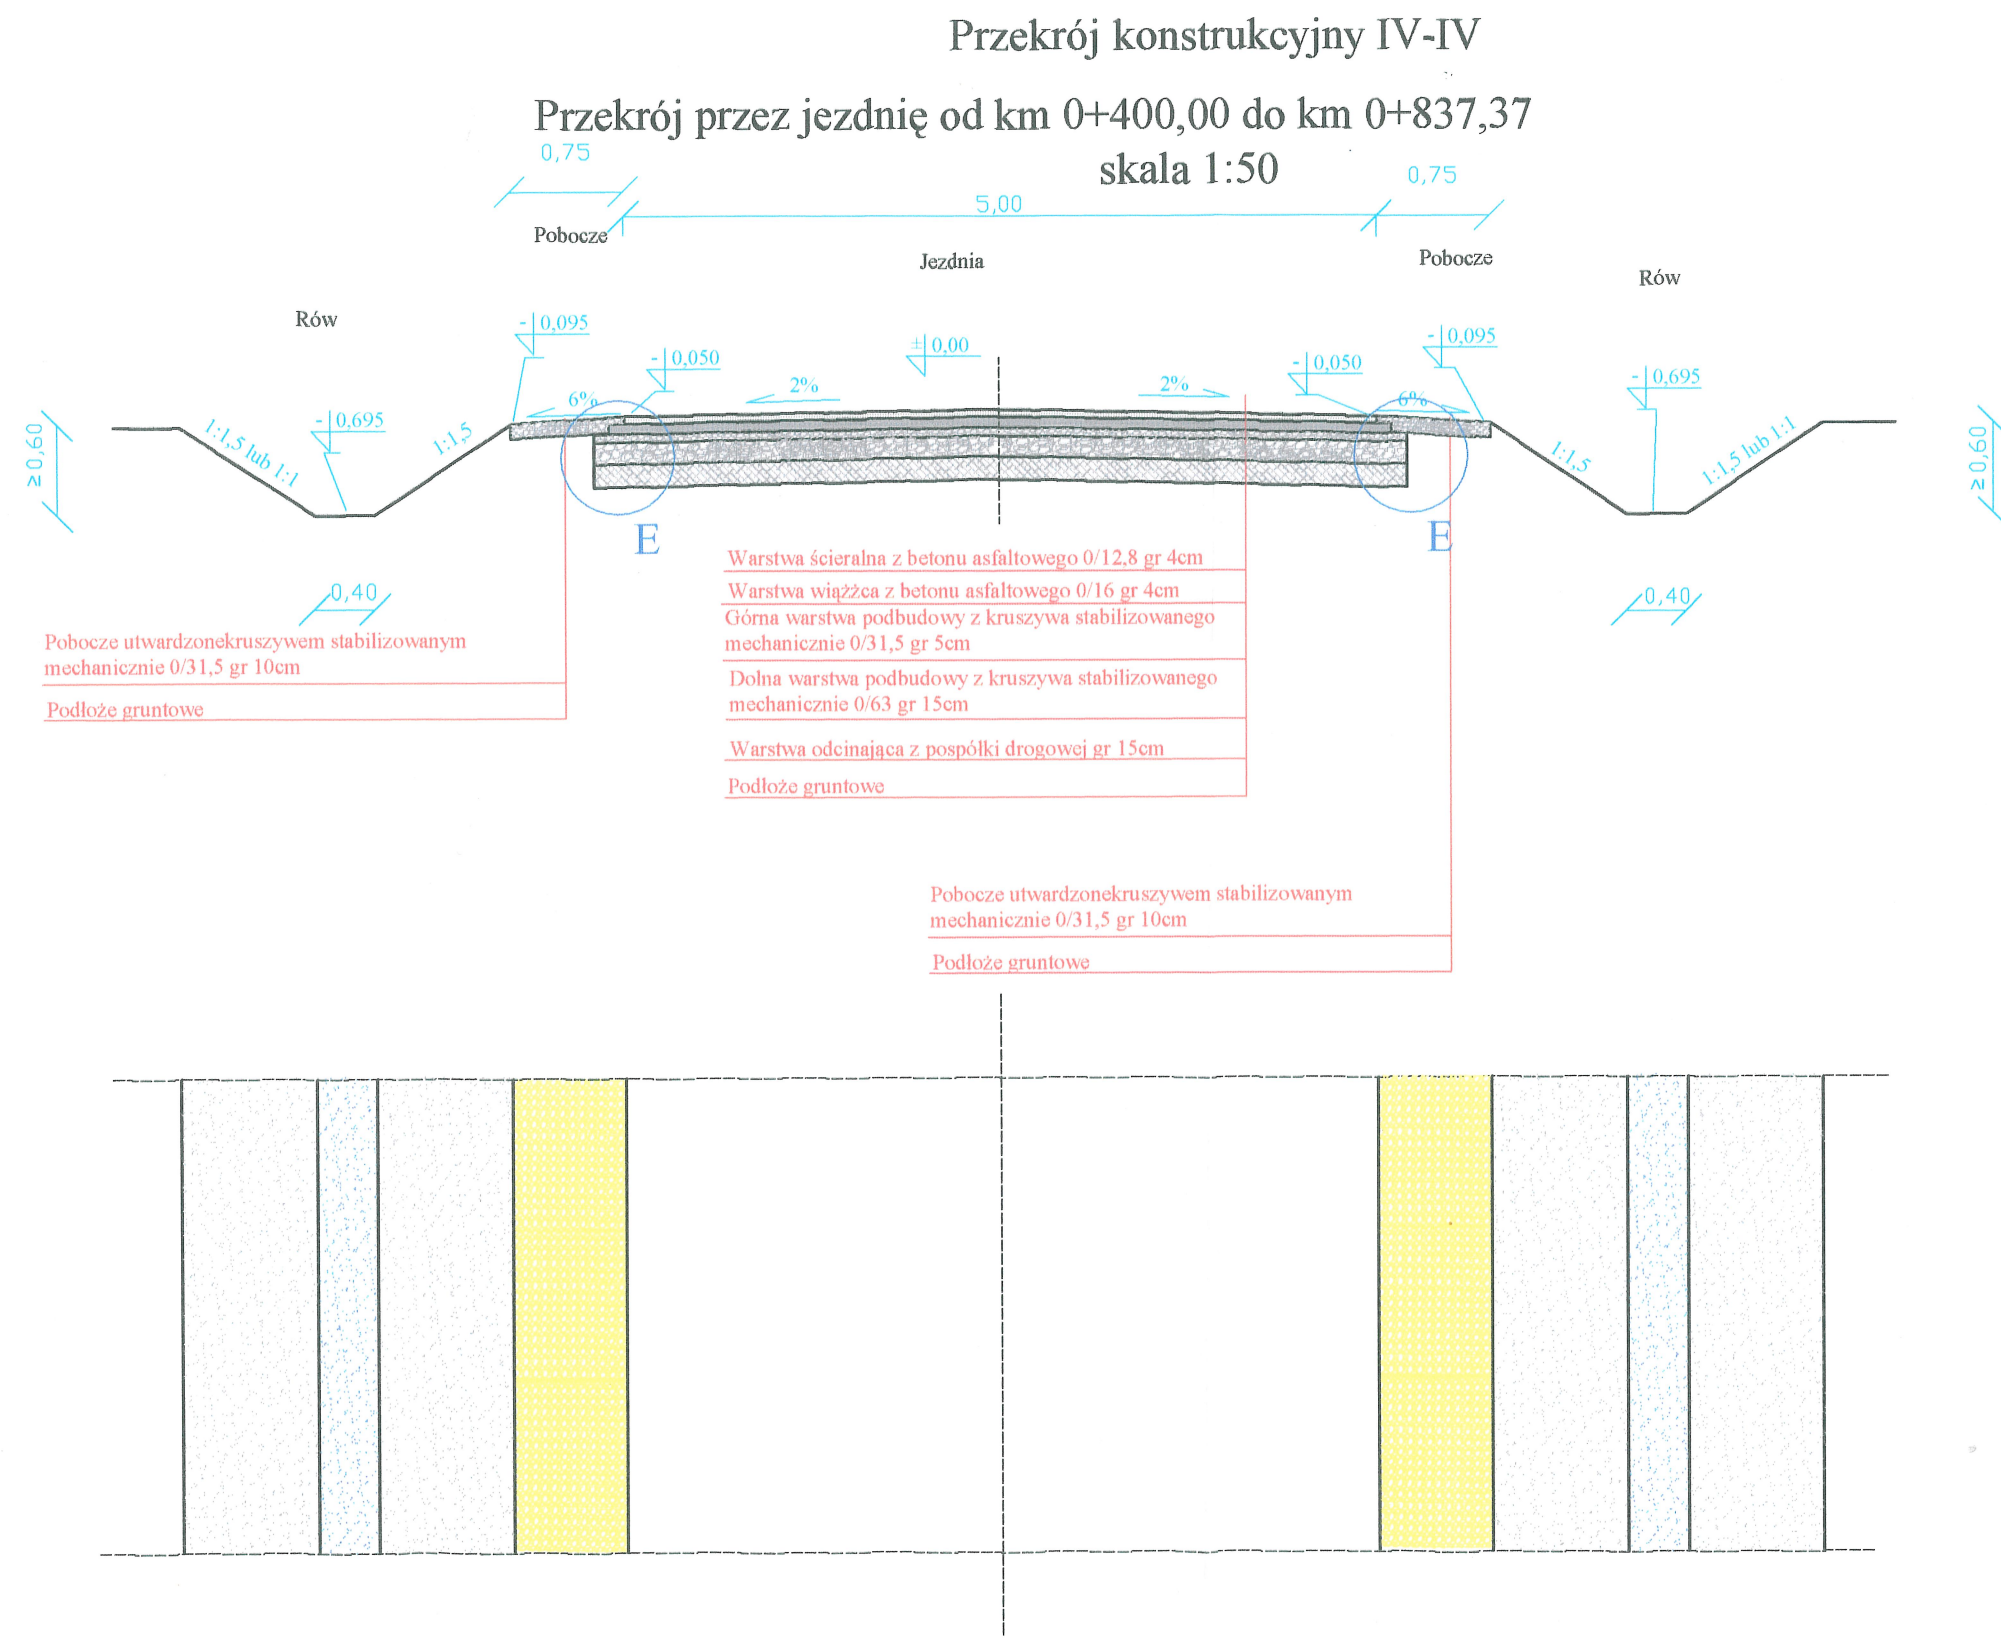 Przekrój konstrukcyjny IV-IV
Przekrój przez jezdnię od km 0+400,00 do km 0+837,37
skala 1:50
0,75
0,75
5,00
Pobocze
Jezdnia
Pobocze
Rów
Rów
-0,095
-0,050
±0,00
-0,050
-0,095
-0,695
-0,695
6%
2%
2%
6%
≥0,60
1:1,5 lub 1:1
1:1,5
1:1,5
1:1,5 lub 1:1
≥0,60
E
E
0,40
0,40
Warstwa ścieralna z betonu asfaltowego 0/12,8 gr 4cm
Warstwa wiążżca z betonu asfaltowego 0/16 gr 4cm
Górna warstwa podbudowy z kruszywa stabilizowanego
mechanicznie 0/31,5 gr 5cm
Dolna warstwa podbudowy z kruszywa stabilizowanego
mechanicznie 0/63 gr 15cm
Warstwa odcinająca z pospółki drogowej gr 15cm
Podłoże gruntowe
Pobocze utwardzonekruszywem stabilizowanym
mechanicznie 0/31,5 gr 10cm
Podłoże gruntowe
Pobocze utwardzonekruszywem stabilizowanym
mechanicznie 0/31,5 gr 10cm
Podłoże gruntowe